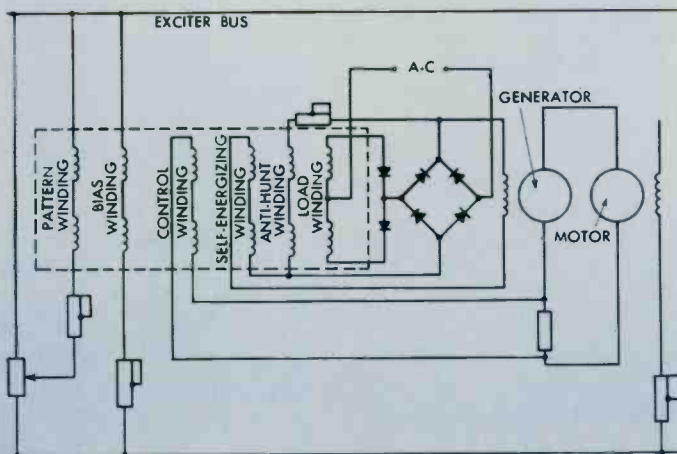 EXCITER BUS
A-C
GENERATOR
MOTOR
PATTERN
WINDING
BIAS
WINDING
CONTROL
WINDING
SELF-ENERGIZING
WINDING
ANTI-HUNT
WINDING
LOAD
WINDING